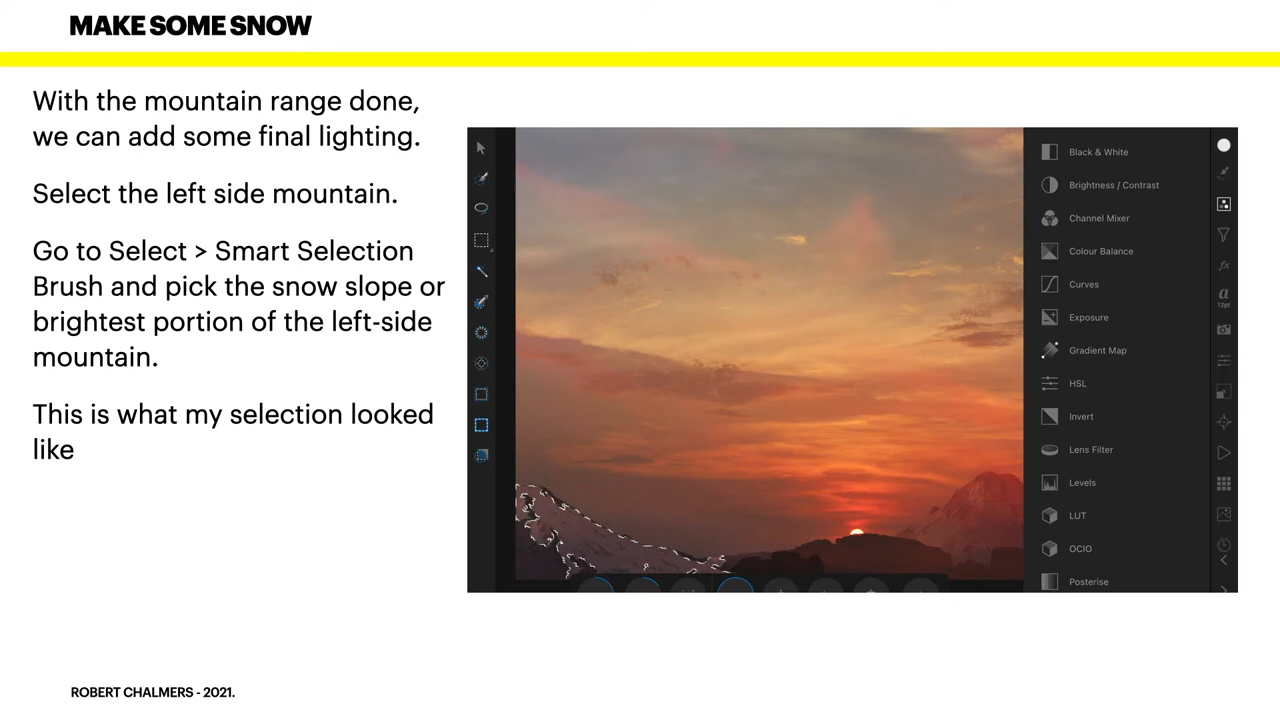 MAKE SOME SNOW
With the mountain range done,
we can add some final lighting.
Select the left side mountain.
Go to Select > Smart Selection
Brush and pick the snow slope or
brightest portion of the left-side
mountain.
This is what my selection looked
like
Black & White
Brightness / Contrast
Channel Mixer
Colour Balance
Curves
Exposure
Gradient Map
HSL
Invert
Lens Filter
Levels
LUT
OCIO
Posterise
fx
a
12pt
ROBERT CHALMERS - 2021.